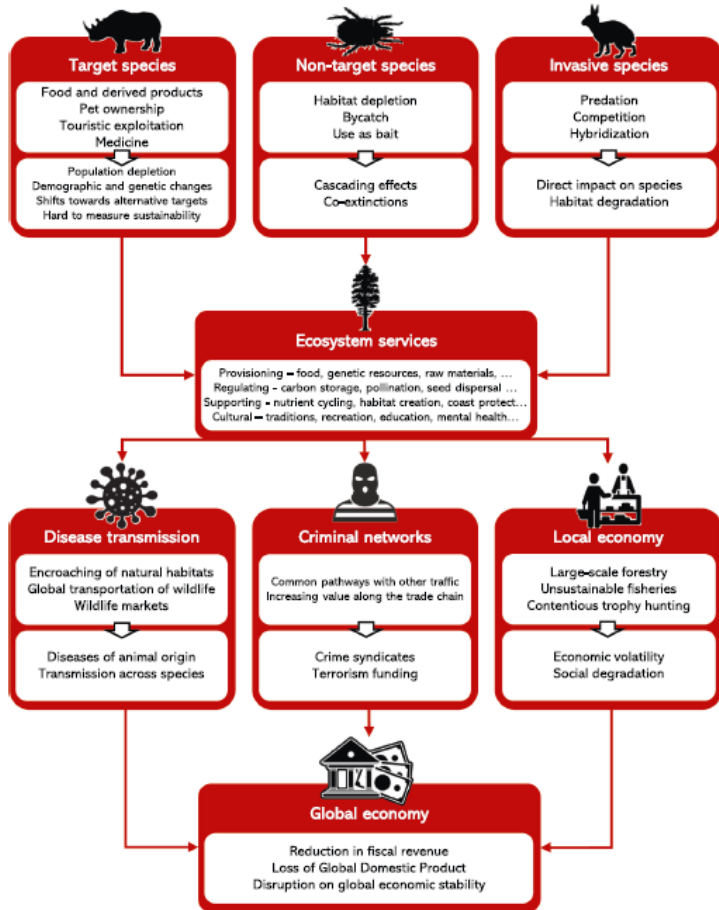 Target species
Food and derived products
Pet ownership
Touristic exploitation
Medicine
Population depletion
Demographic and genetic changes
Shifts towards alternative targets
Hard to measure sustainability
Non-target species
Habitat depletion
Bycatch
Use as bait
Cascading effects
Co-extinctions
Invasive species
Predation
Competition
Hybridization
Direct impact on species
Habitat degradation
Ecosystem services
Provisioning – food, genetic resources, raw materials, ...
Regulating - carbon storage, pollination, seed dispersal ...
Supporting - nutrient cycling, habitat creation, coast protect...
Cultural – traditions, recreation, education, mental health...
Disease transmission
Encroaching of natural habitats
Global transportation of wildlife
Wildlife markets
Diseases of animal origin
Transmission across species
Criminal networks
Common pathways with other traffic
Increasing value along the trade chain
Crime syndicates
Terrorism funding
Local economy
Large-scale forestry
Unsustainable fisheries
Contentious trophy hunting
Economic volatility
Social degradation
Global economy
Reduction in fiscal revenue
Loss of Global Domestic Product
Disruption on global economic stability